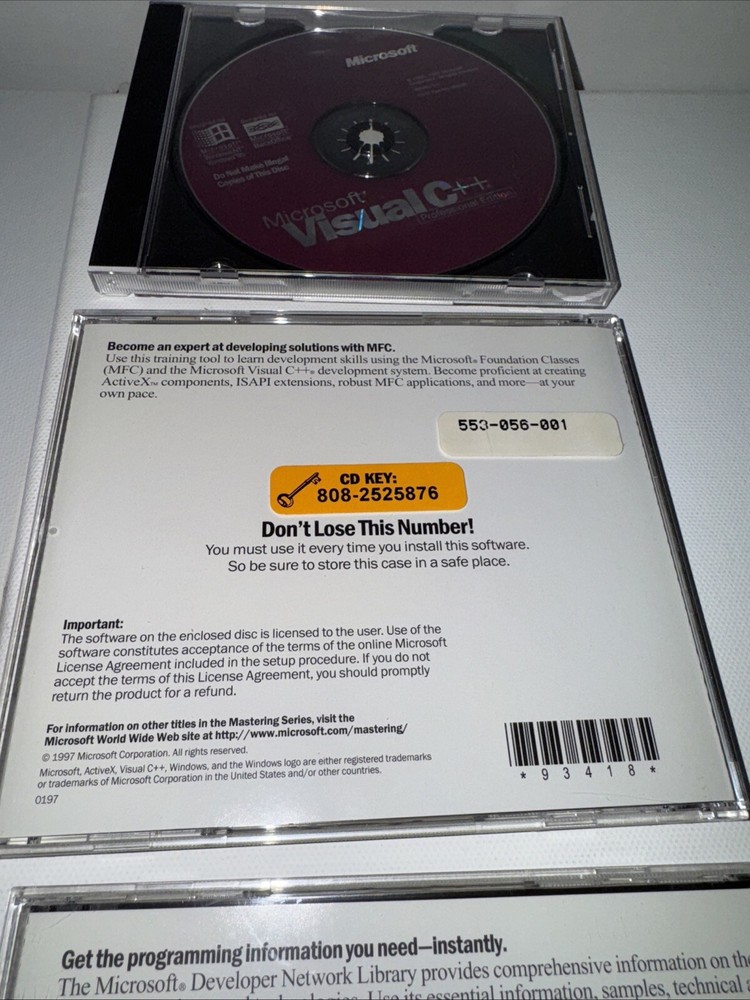 Microsoft
Do Not Make Illegal
Copies of This Disc
Microsoft®
Visual C++®
Professional Edition
Become an expert at developing solutions with MFC.
Use this training tool to learn development skills using the Microsoft® Foundation Classes
(MFC) and the Microsoft Visual C++® development system. Become proficient at creating
ActiveX™ components, ISAPI extensions, robust MFC applications, and more—at your
own pace.
553-056-001
CD KEY:
808-2525876
Don't Lose This Number!
You must use it every time you install this software.
So be sure to store this case in a safe place.
Important:
The software on the enclosed disc is licensed to the user. Use of the
software constitutes acceptance of the terms of the online Microsoft
License Agreement included in the setup procedure. If you do not
accept the terms of this License Agreement, you should promptly
return the product for a refund.
For information on other titles in the Mastering Series, visit the
Microsoft World Wide Web site at http://www.microsoft.com/mastering/
© 1997 Microsoft Corporation. All rights reserved.
Microsoft, ActiveX, Visual C++, Windows, and the Windows logo are either registered trademarks
or trademarks of Microsoft Corporation in the United States and/or other countries.
0197
* 9 3 4 1 8 *
Get the programming information you need—instantly.
The Microsoft® Developer Network Library provides comprehensive information on the
Use its essential information, samples, technical